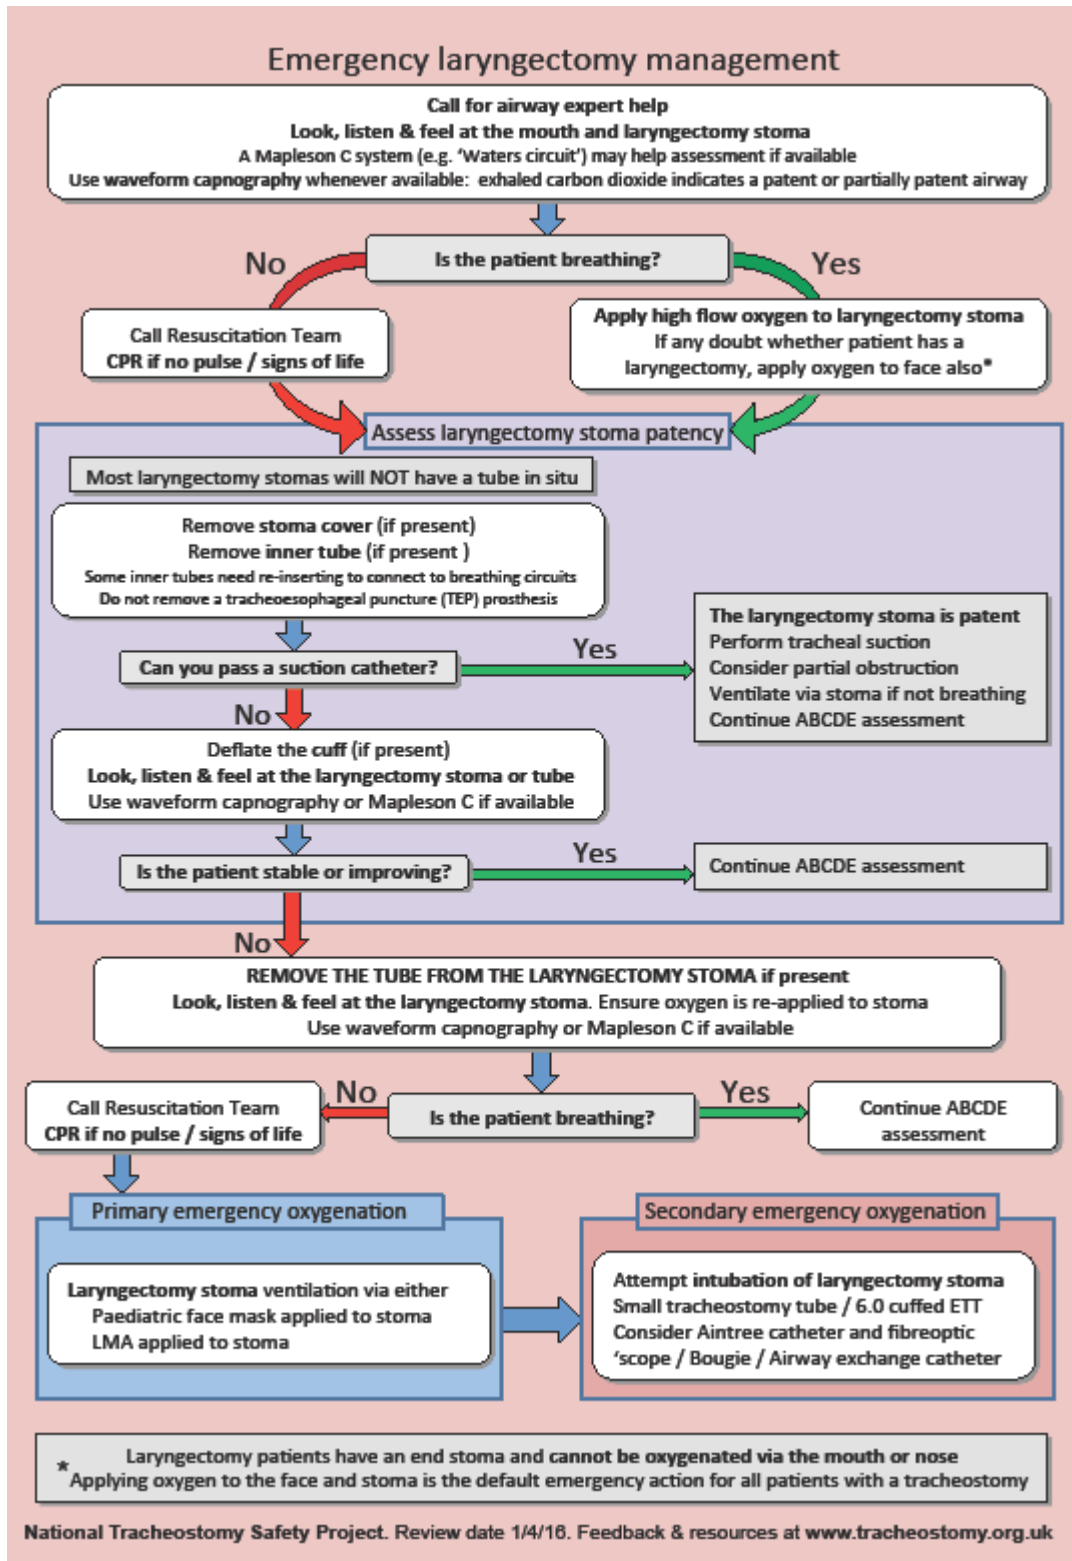 Emergency laryngectomy management
Call for airway expert help
Look, listen & feel at the mouth and laryngectomy stoma
A Mapleson C system (e.g. ‘Waters circuit’) may help assessment if available
Use waveform capnography whenever available: exhaled carbon dioxide indicates a patent or partially patent airway
Is the patient breathing?
No
Yes
Call Resuscitation Team
CPR if no pulse / signs of life
Apply high flow oxygen to laryngectomy stoma
If any doubt whether patient has a
laryngectomy, apply oxygen to face also*
Assess laryngectomy stoma patency
Most laryngectomy stomas will NOT have a tube in situ
Remove stoma cover (if present)
Remove inner tube (if present )
Some inner tubes need re-inserting to connect to breathing circuits
Do not remove a tracheoesophageal puncture (TEP) prosthesis
Can you pass a suction catheter?
Yes
The laryngectomy stoma is patent
Perform tracheal suction
Consider partial obstruction
Ventilate via stoma if not breathing
Continue ABCDE assessment
No
Deflate the cuff (if present)
Look, listen & feel at the laryngectomy stoma or tube
Use waveform capnography or Mapleson C if available
Is the patient stable or improving?
Yes
Continue ABCDE assessment
No
REMOVE THE TUBE FROM THE LARYNGECTOMY STOMA if present
Look, listen & feel at the laryngectomy stoma. Ensure oxygen is re-applied to stoma
Use waveform capnography or Mapleson C if available
Is the patient breathing?
No
Yes
Call Resuscitation Team
CPR if no pulse / signs of life
Continue ABCDE
assessment
Primary emergency oxygenation
Laryngectomy stoma ventilation via either
Paediatric face mask applied to stoma
LMA applied to stoma
Secondary emergency oxygenation
Attempt intubation of laryngectomy stoma
Small tracheostomy tube / 6.0 cuffed ETT
Consider Aintree catheter and fibreoptic
‘scope / Bougie / Airway exchange catheter
Laryngectomy patients have an end stoma and cannot be oxygenated via the mouth or nose
*Applying oxygen to the face and stoma is the default emergency action for all patients with a tracheostomy
National Tracheostomy Safety Project. Review date 1/4/16. Feedback & resources at www.tracheostomy.org.uk